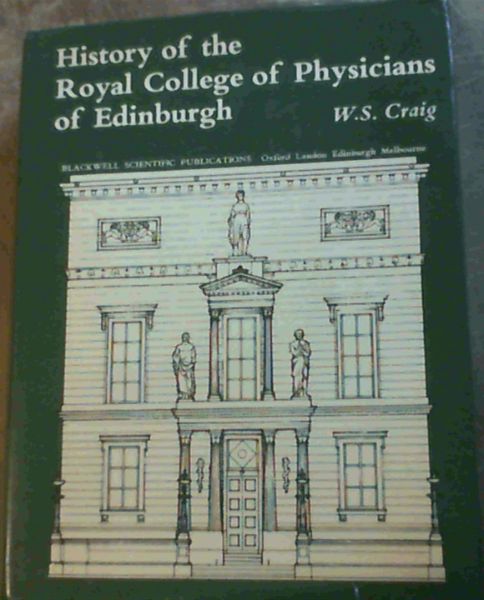 History of the
Royal College of Physicians
of Edinburgh W.S. Craig
BLACKWELL SCIENTIFIC PUBLICATIONS Oxford London Edinburgh Melbourne